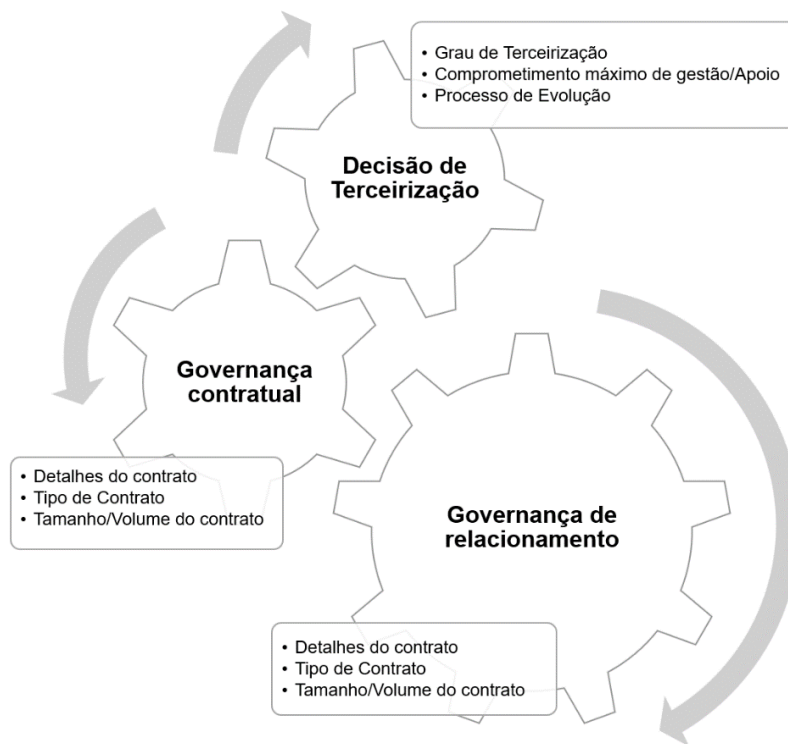 • Grau de Terceirização
• Comprometimento máximo de gestão/Apoio
• Processo de Evolução
Decisão de
Terceirização
Governança
contratual
• Detalhes do contrato
• Tipo de Contrato
• Tamanho/Volume do contrato
Governança de
relacionamento
• Detalhes do contrato
• Tipo de Contrato
• Tamanho/Volume do contrato